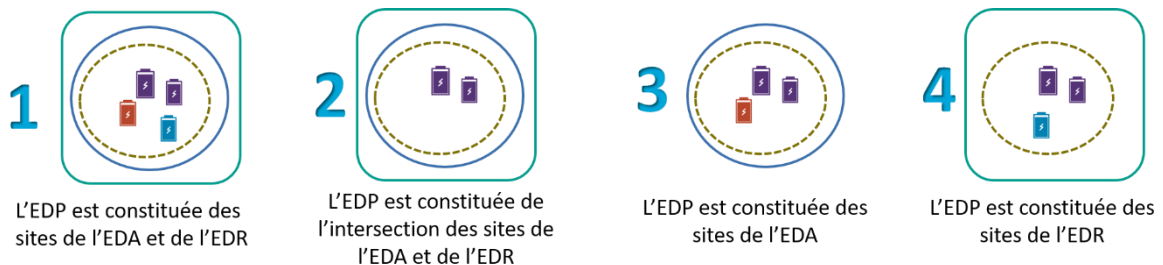 1
L’EDP est constituée des
sites de l’EDA et de l’EDR
2
L’EDP est constituée de
l’intersection des sites de
l’EDA et de l’EDR
3
L’EDP est constituée des
sites de l’EDA
4
L’EDP est constituée des
sites de l’EDR